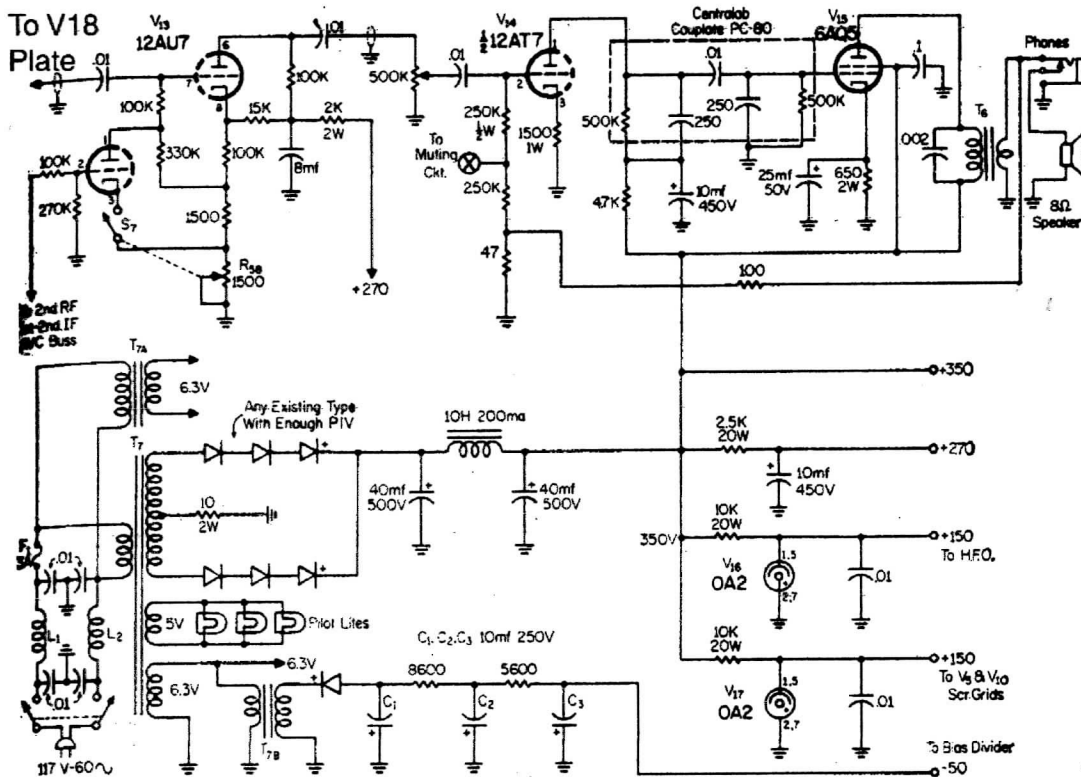 To V18
Plate
V13
12AU7
.01
6
7
8
100K
100K
330K
15K
2K
2W
100K
8mf
.01
500K
.01
V14
½ 12AT7
1
2
3
250K
½W
To
Muting
Ckt.
250K
47
1500
1W
500K
47K
Centralab
Couplate PC-80
.01
250
250
500K
10mf
450V
V15
6AQ5
.1
25mf
50V
650
2W
.002
T6
Phones
8Ω
Speaker
100
100K
1
2
3
270K
S7
1500
R58
1500
+270
2nd RF
2nd. IF
Buss
T7A
6.3V
Any Existing Type
With Enough PIV
10H 200ma
+350
T7
10
2W
40mf
500V
40mf
500V
2.5K
20W
+270
10mf
450V
350V
10K
20W
+150
To H.F.O.
V16
OA2
1,5
2,7
.01
.01
L1
L2
.01
5V
Pilot Lites
6.3V
6.3V
T7B
C1, C2, C3 10mf 250V
8600
5600
C1
C2
C3
10K
20W
+150
To V9 & V10
Scr. Grids
V17
OA2
1,5
2,7
.01
To Bias Divider
-50
117 V-60~